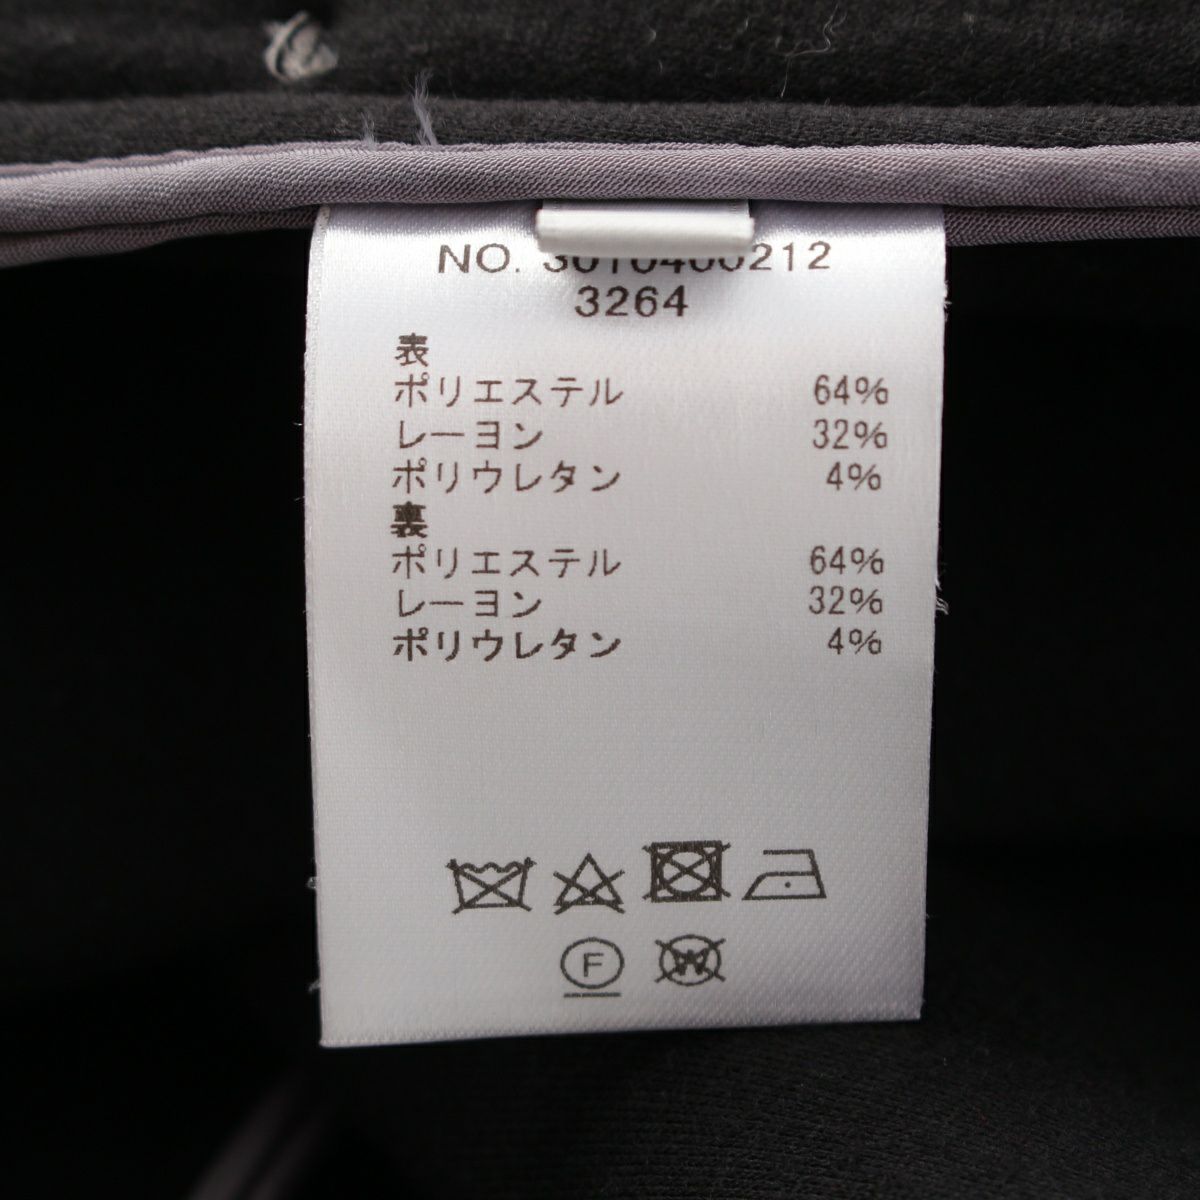 NO. 3010400212
3264
表
ポリエステル 64%
レーヨン 32%
ポリウレタン 4%
裏
ポリエステル 64%
レーヨン 32%
ポリウレタン 4%
F
W